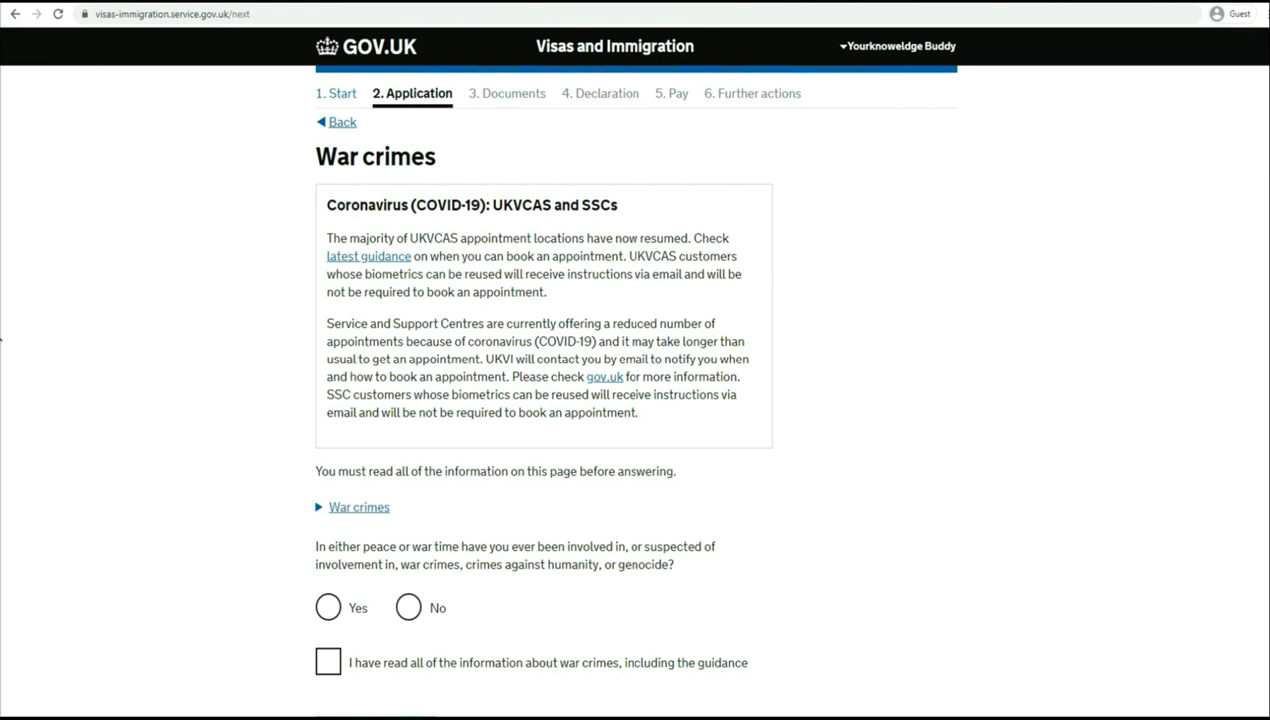 visas-immigration.service.gov.uk/next
Guest
GOV.UK
Visas and Immigration
Yourknoweldge Buddy
1. Start
2. Application
3. Documents
4. Declaration
5. Pay
6. Further actions
Back
War crimes
Coronavirus (COVID-19): UKVCAS and SSCs
The majority of UKVCAS appointment locations have now resumed. Check
latest guidance on when you can book an appointment. UKVCAS customers
whose biometrics can be reused will receive instructions via email and will be
not be required to book an appointment.
Service and Support Centres are currently offering a reduced number of
appointments because of coronavirus (COVID-19) and it may take longer than
usual to get an appointment. UKVI will contact you by email to notify you when
and how to book an appointment. Please check gov.uk for more information.
SSC customers whose biometrics can be reused will receive instructions via
email and will be not be required to book an appointment.
You must read all of the information on this page before answering.
War crimes
In either peace or war time have you ever been involved in, or suspected of
involvement in, war crimes, crimes against humanity, or genocide?
Yes
No
I have read all of the information about war crimes, including the guidance